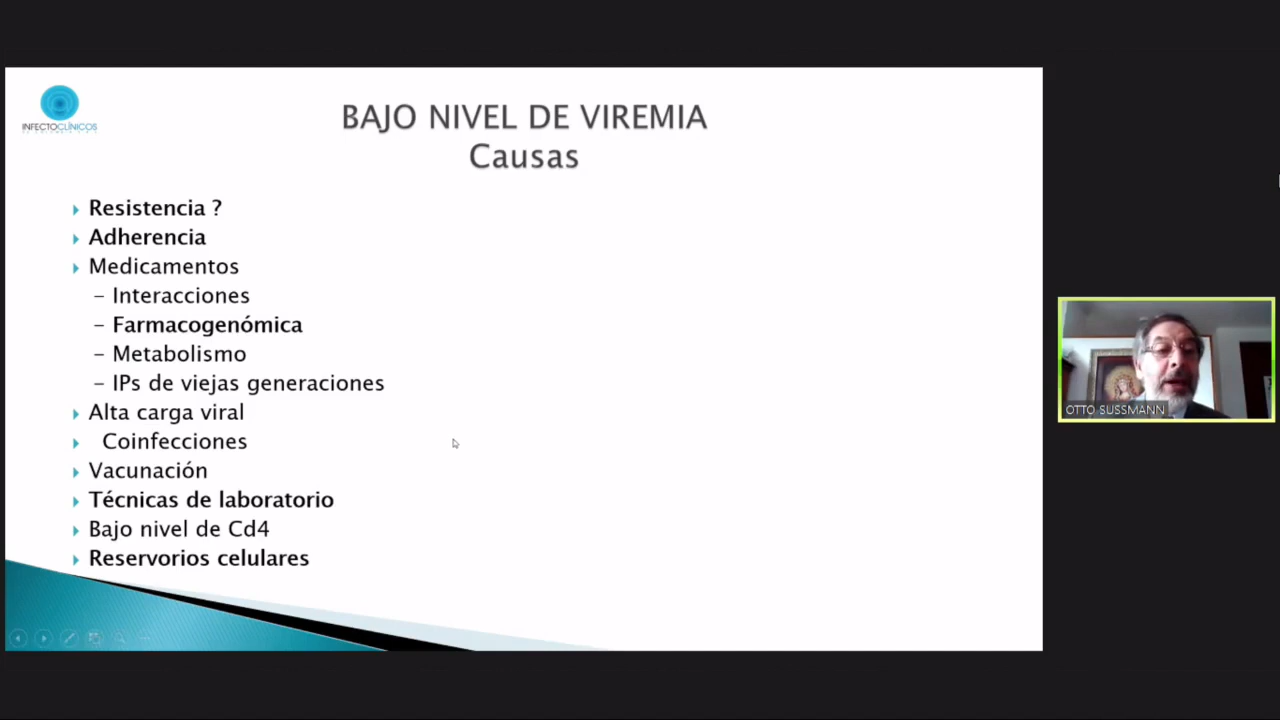 INFECTOCLÍNICOS
BAJO NIVEL DE VIREMIA
Causas
Resistencia ?
Adherencia
Medicamentos
– Interacciones
– Farmacogenómica
– Metabolismo
– IPs de viejas generaciones
Alta carga viral
Coinfecciones
Vacunación
Técnicas de laboratorio
Bajo nivel de Cd4
Reservorios celulares
OTTO SUSSMANN